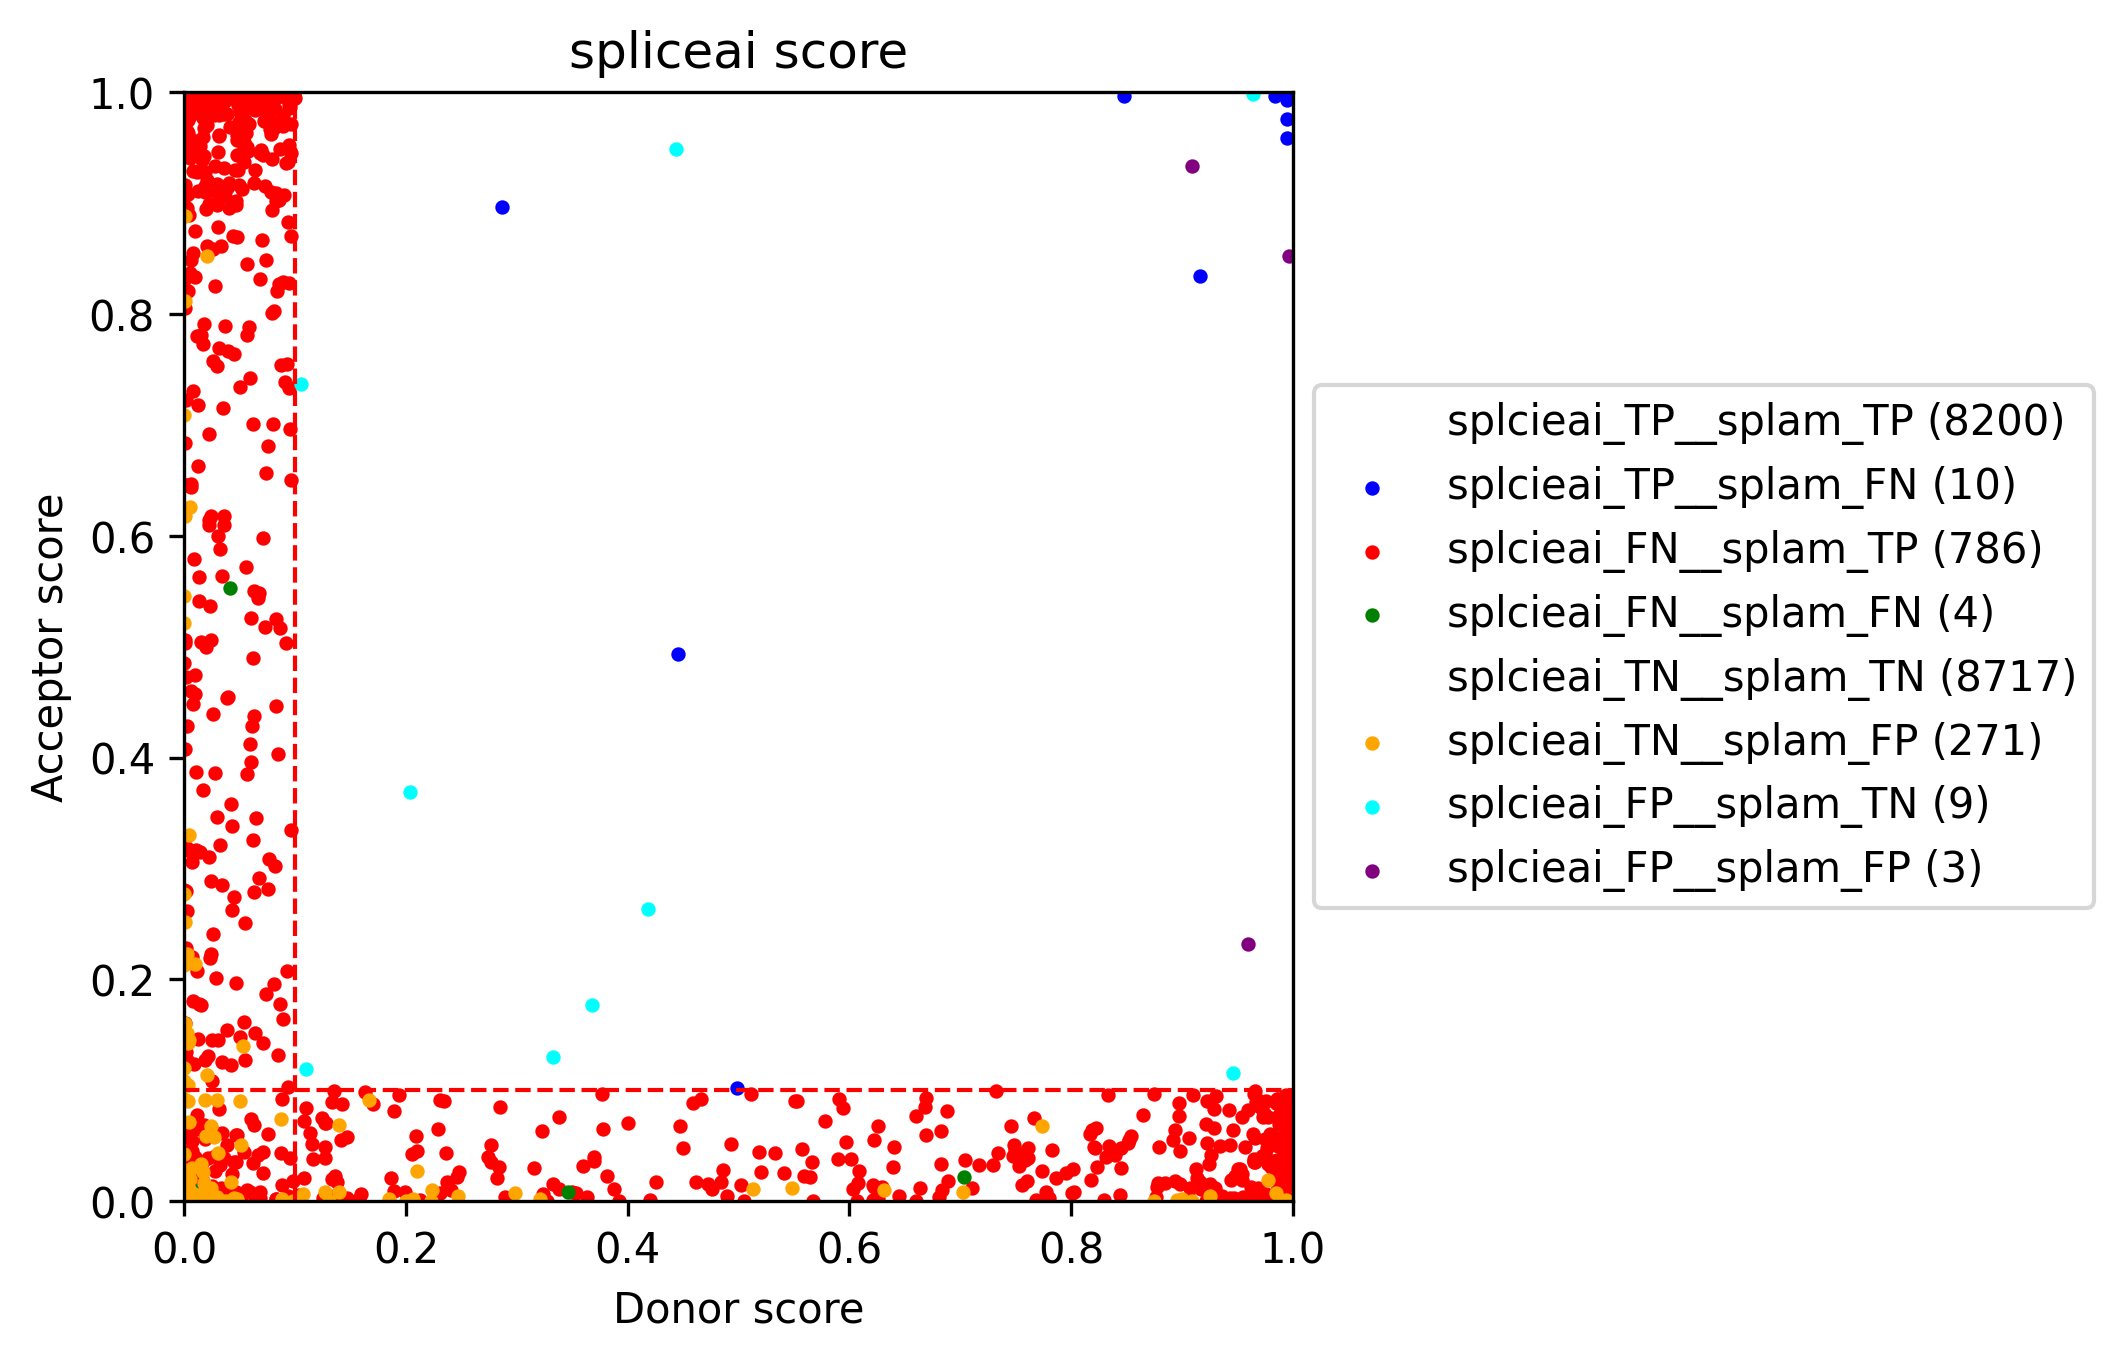 spliceai score
1.0
0.8
0.6
0.4
0.2
0.0
Acceptor score
0.0 0.2 0.4 0.6 0.8 1.0
Donor score
splcieai_TP__splam_TP (8200)
splcieai_TP__splam_FN (10)
splcieai_FN__splam_TP (786)
splcieai_FN__splam_FN (4)
splcieai_TN__splam_TN (8717)
splcieai_TN__splam_FP (271)
splcieai_FP__splam_TN (9)
splcieai_FP__splam_FP (3)